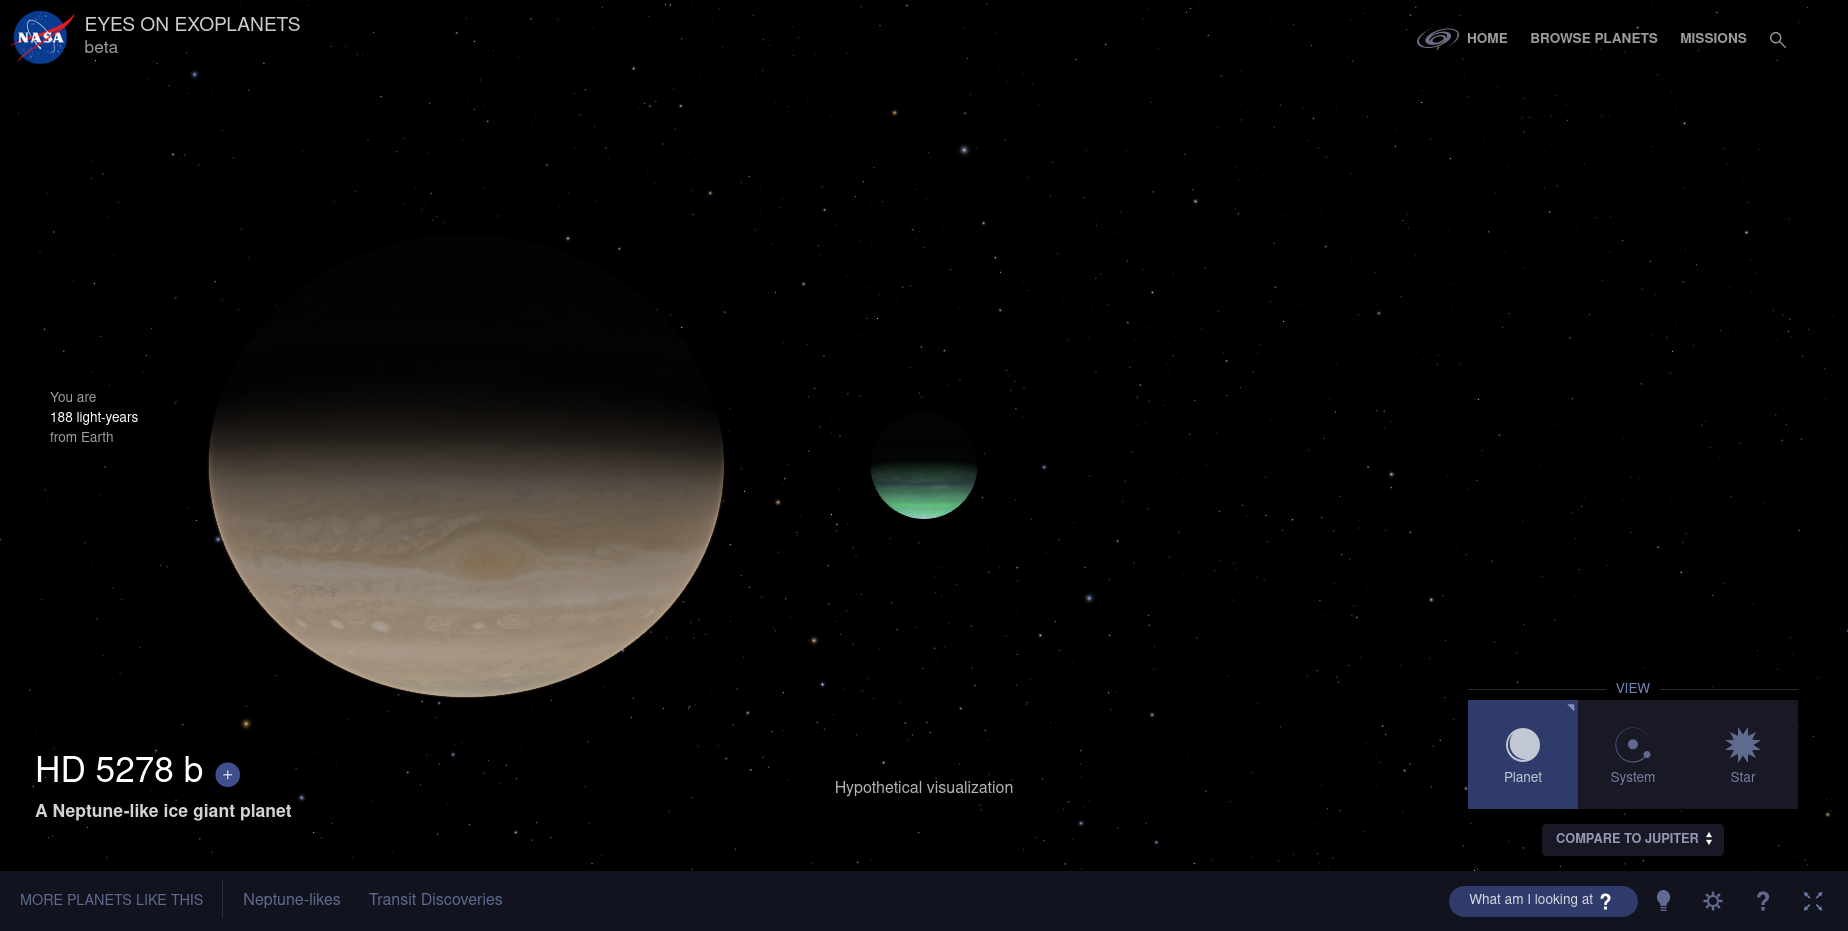 NASA
EYES ON EXOPLANETS
beta
HOME
BROWSE PLANETS
MISSIONS
You are
188 light-years
from Earth
HD 5278 b +
A Neptune-like ice giant planet
Hypothetical visualization
VIEW
Planet
System
Star
COMPARE TO JUPITER
MORE PLANETS LIKE THIS
Neptune-likes
Transit Discoveries
What am I looking at ?
?